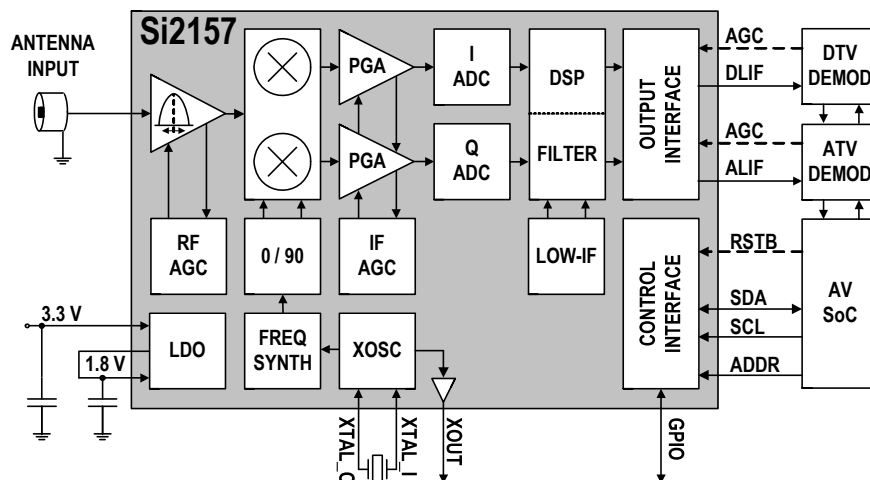 Si2157
ANTENNA
INPUT
PGA
PGA
I
ADC
Q
ADC
DSP
FILTER
OUTPUT
INTERFACE
AGC
DLIF
AGC
ALIF
DTV
DEMOD
ATV
DEMOD
RF
AGC
0 / 90
IF
AGC
LOW-IF
CONTROL
INTERFACE
RSTB
SDA
SCL
ADDR
AV
SoC
3.3 V
1.8 V
LDO
FREQ
SYNTH
XOSC
XTAL_I
XOUT
GPIO